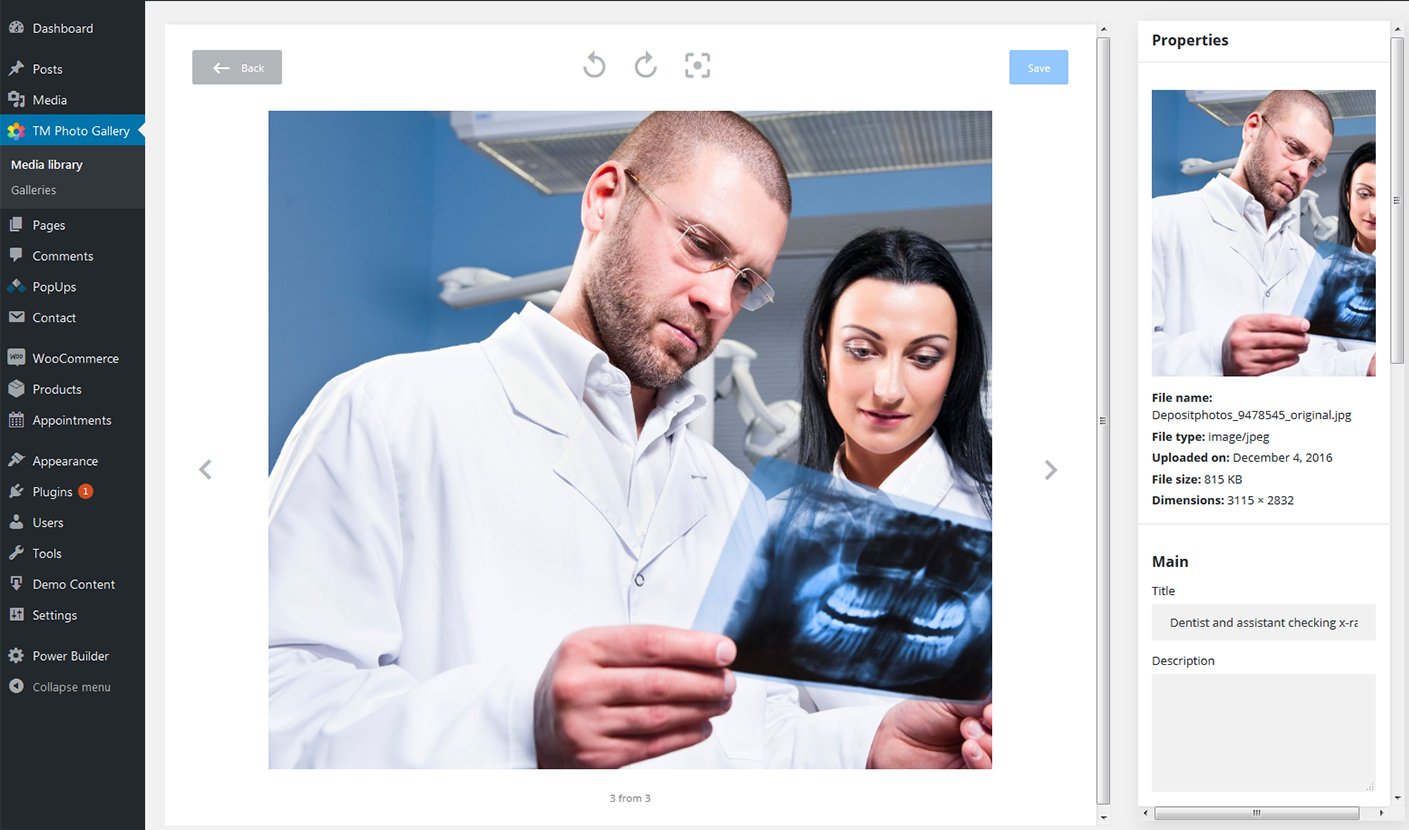 Dashboard
Posts
Media
TM Photo Gallery
Media library
Galleries
Pages
Comments
PopUps
Contact
WOO
WooCommerce
Products
Appointments
Appearance
Plugins 1
Users
Tools
Demo Content
Settings
Power Builder
Collapse menu
Back
Save
3 from 3
Properties
File name:
Depositphotos_9478545_original.jpg
File type: image/jpeg
Uploaded on: December 4, 2016
File size: 815 KB
Dimensions: 3115 × 2832
Main
Title
Dentist and assistant checking x-ra
Description